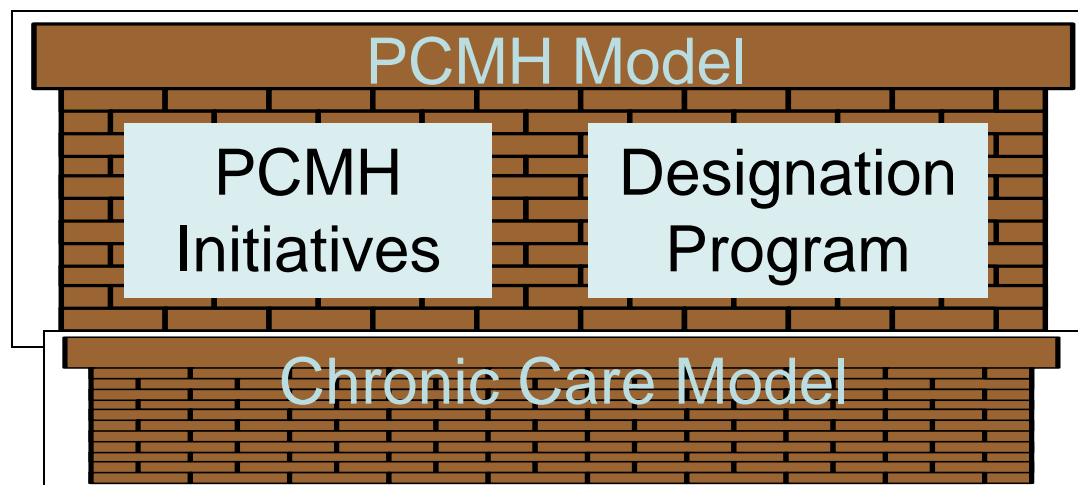 PCMH Model
PCMH
Initiatives
Designation
Program
Chronic Care Model